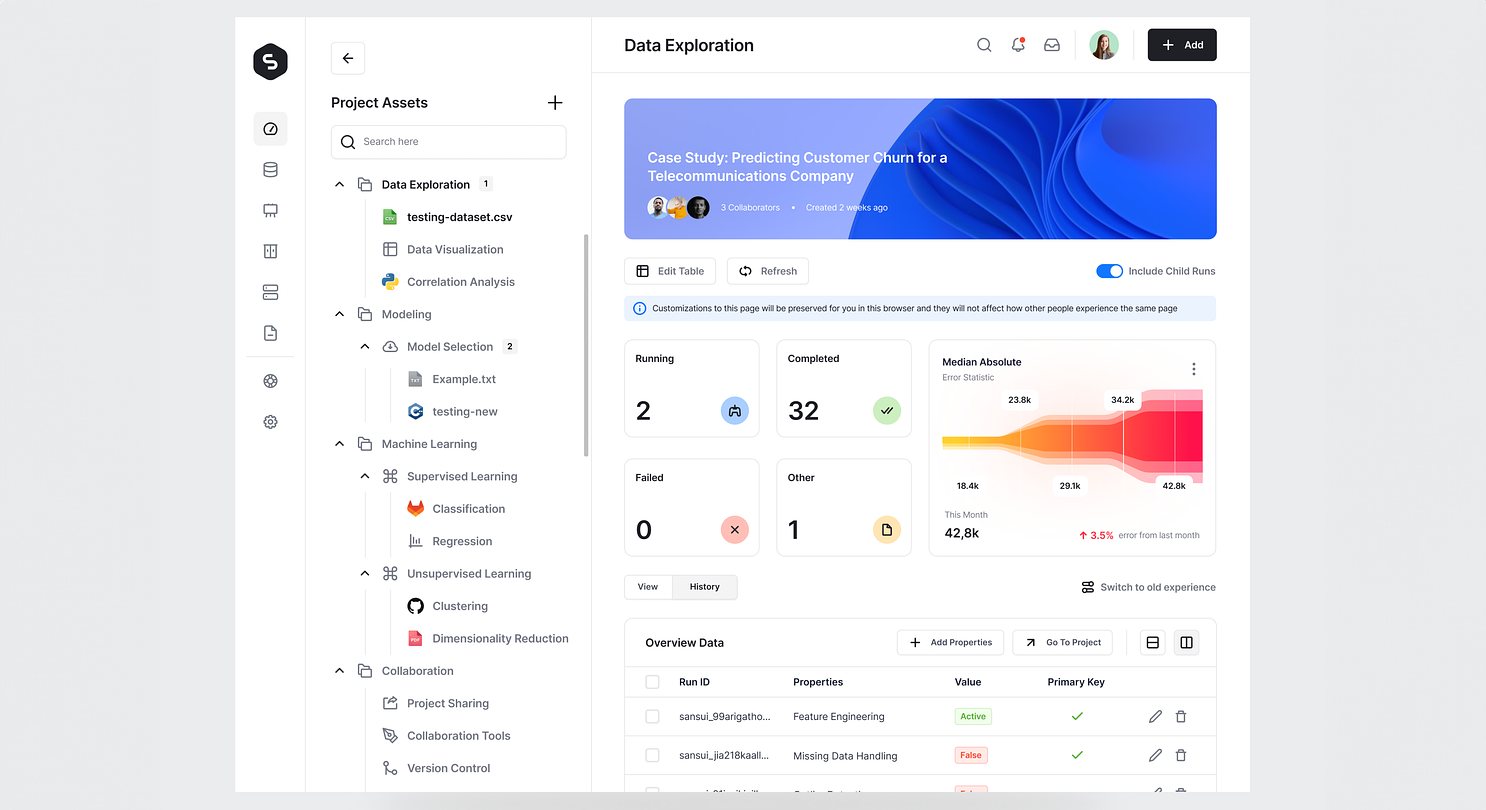 S
Project Assets
Search here
Data Exploration 1
testing-dataset.csv
Data Visualization
Correlation Analysis
Modeling
Model Selection 2
Example.txt
testing-new
Machine Learning
Supervised Learning
Classification
Regression
Unsupervised Learning
Clustering
Dimensionality Reduction
Collaboration
Project Sharing
Collaboration Tools
Version Control
Data Exploration
Add
Case Study: Predicting Customer Churn for a
Telecommunications Company
3 Collaborators • Created 2 weeks ago
Edit Table
Refresh
Include Child Runs
Customizations to this page will be preserved for you in this browser and they will not affect how other people experience the same page
Running
2
Completed
32
Failed
0
Other
1
Median Absolute
Error Statistic
23.8k
34.2k
18.4k
29.1k
42.8k
This Month
42,8k
3.5% error from last month
View
History
Switch to old experience
Overview Data
Add Properties
Go To Project
Run ID Properties Value Primary Key
sansui_99arigatho... Feature Engineering Active
sansui_jia218kaall... Missing Data Handling False